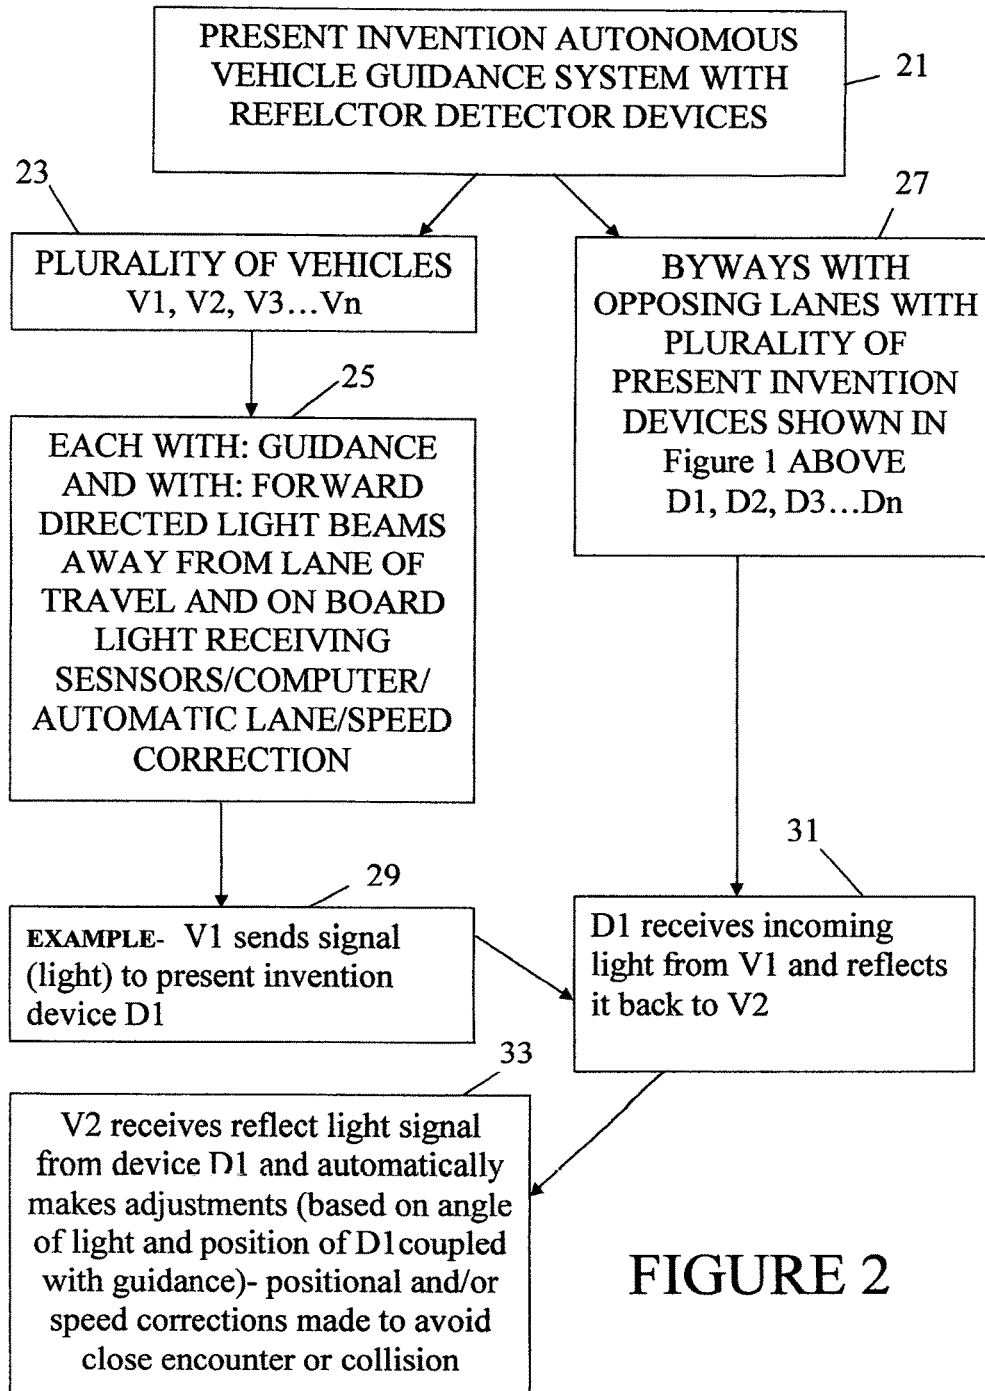 PRESENT INVENTION AUTONOMOUS
VEHICLE GUIDANCE SYSTEM WITH
REFELCTOR DETECTOR DEVICES
21
23
PLURALITY OF VEHICLES
V1, V2, V3...Vn
27
BYWAYS WITH
OPPOSING LANES WITH
PLURALITY OF
PRESENT INVENTION
DEVICES SHOWN IN
Figure 1 ABOVE
D1, D2, D3...Dn
25
EACH WITH: GUIDANCE
AND WITH: FORWARD
DIRECTED LIGHT BEAMS
AWAY FROM LANE OF
TRAVEL AND ON BOARD
LIGHT RECEIVING
SESNSORS/COMPUTER/
AUTOMATIC LANE/SPEED
CORRECTION
29
EXAMPLE- V1 sends signal
(light) to present invention
device D1
31
D1 receives incoming
light from V1 and reflects
it back to V2
33
V2 receives reflect light signal
from device D1 and automatically
makes adjustments (based on angle
of light and position of D1coupled
with guidance)- positional and/or
speed corrections made to avoid
close encounter or collision
FIGURE 2